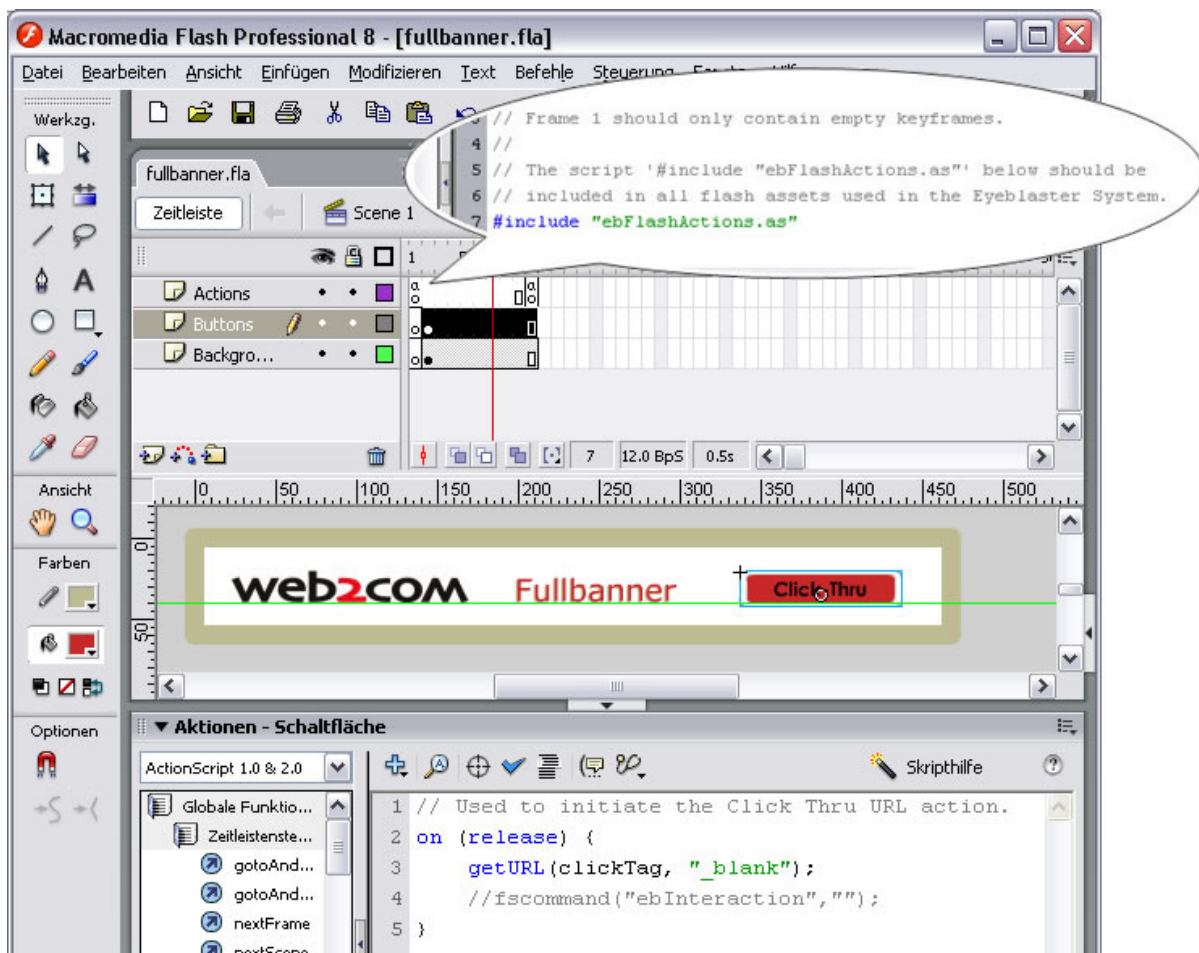 Macromedia Flash Professional 8 - [fullbanner.fla]
Datei Bearbeiten Ansicht Einfügen Modifizieren Text Befehle Steuerung
Werkzg.
// Frame 1 should only contain empty keyframes.
4 //
5 // The script '#include "ebFlashActions.as"' below should be
6 // included in all flash assets used in the Eyeblaster System.
7 #include "ebFlashActions.as"
fullbanner.fla
Zeitleiste
Scene 1
1
Actions
Buttons
Backgro...
7 12.0 BpS 0.5s
Ansicht
0 50 100 150 200 250 300 350 400 450 500
0
50
Farben
web2com Fullbanner Click Thru
Optionen
Aktionen - Schaltfläche
ActionScript 1.0 & 2.0
Skripthilfe
Globale Funktio...
Zeitleistenste...
gotoAnd...
gotoAnd...
nextFrame
nextScene
1 // Used to initiate the Click Thru URL action.
2 on (release) {
3 getURL(clickTag, "_blank");
4 //fscommand("ebInteraction","");
5 }